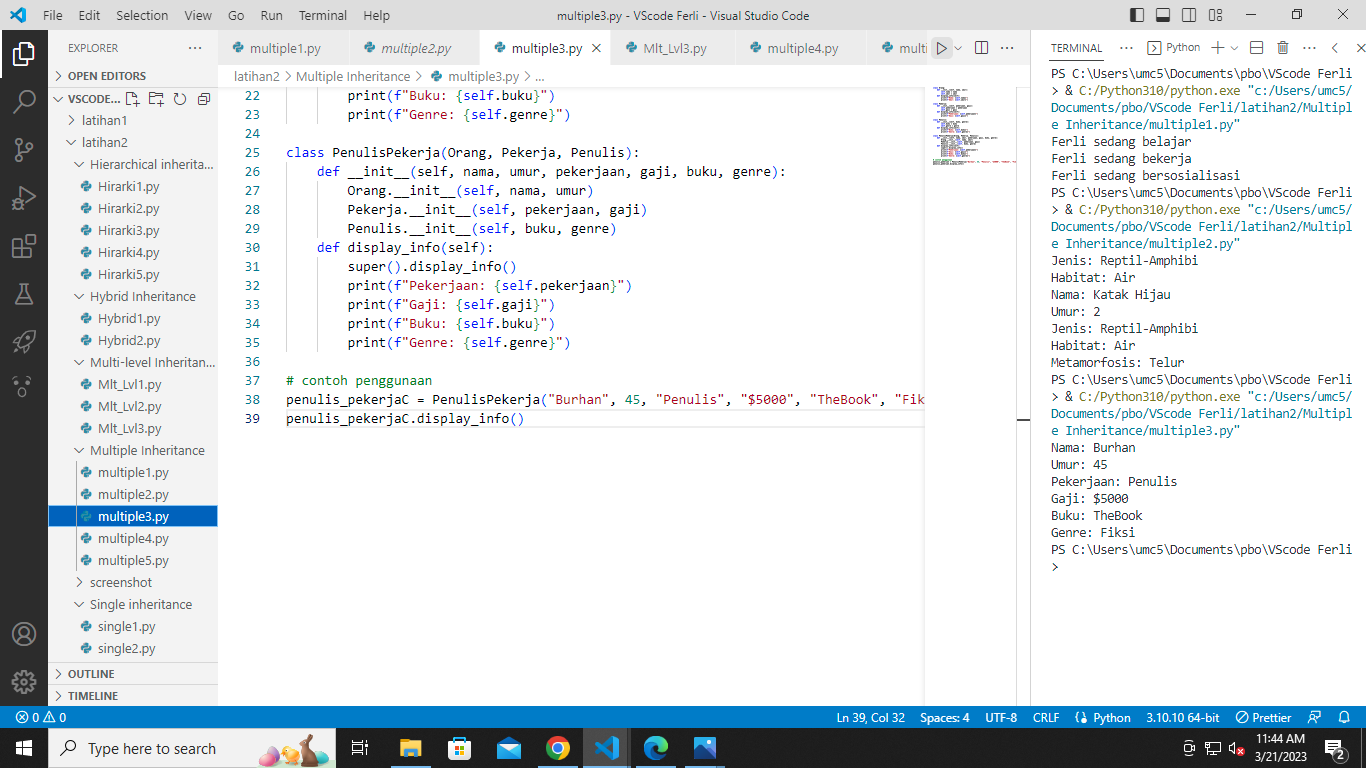 File Edit Selection View Go Run Terminal Help
multiple3.py - VScode Ferli - Visual Studio Code
EXPLORER
OPEN EDITORS
VSCODE...
latihan1
latihan2
Hierarchical inherita...
Hirarki1.py
Hirarki2.py
Hirarki3.py
Hirarki4.py
Hirarki5.py
Hybrid Inheritance
Hybrid1.py
Hybrid2.py
Multi-level Inheritan...
Mlt_Lvl1.py
Mlt_Lvl2.py
Mlt_Lvl3.py
Multiple Inheritance
multiple1.py
multiple2.py
multiple3.py
multiple4.py
multiple5.py
screenshot
Single inheritance
single1.py
single2.py
OUTLINE
TIMELINE
multiple1.py multiple2.py multiple3.py Mlt_Lvl3.py multiple4.py multi
latihan2 > Multiple Inheritance > multiple3.py > ...
22 print(f"Buku: {self.buku}")
23 print(f"Genre: {self.genre}")
24
25 class PenulisPekerja(Orang, Pekerja, Penulis):
26 def __init__(self, nama, umur, pekerjaan, gaji, buku, genre):
27 Orang.__init__(self, nama, umur)
28 Pekerja.__init__(self, pekerjaan, gaji)
29 Penulis.__init__(self, buku, genre)
30 def display_info(self):
31 super().display_info()
32 print(f"Pekerjaan: {self.pekerjaan}")
33 print(f"Gaji: {self.gaji}")
34 print(f"Buku: {self.buku}")
35 print(f"Genre: {self.genre}")
36
37 # contoh penggunaan
38 penulis_pekerjaC = PenulisPekerja("Burhan", 45, "Penulis", "$5000", "TheBook", "Fik
39 penulis_pekerjaC.display_info()
TERMINAL ... Python
PS C:\Users\umc5\Documents\pbo\VScode Ferli
> & C:/Python310/python.exe "c:/Users/umc5/
Documents/pbo/VScode Ferli/latihan2/Multipl
e Inheritance/multiple1.py"
Ferli sedang belajar
Ferli sedang bekerja
Ferli sedang bersosialisasi
PS C:\Users\umc5\Documents\pbo\VScode Ferli
> & C:/Python310/python.exe "c:/Users/umc5/
Documents/pbo/VScode Ferli/latihan2/Multipl
e Inheritance/multiple2.py"
Jenis: Reptil-Amphibi
Habitat: Air
Nama: Katak Hijau
Umur: 2
Jenis: Reptil-Amphibi
Habitat: Air
Metamorfosis: Telur
PS C:\Users\umc5\Documents\pbo\VScode Ferli
> & C:/Python310/python.exe "c:/Users/umc5/
Documents/pbo/VScode Ferli/latihan2/Multipl
e Inheritance/multiple3.py"
Nama: Burhan
Umur: 45
Pekerjaan: Penulis
Gaji: $5000
Buku: TheBook
Genre: Fiksi
PS C:\Users\umc5\Documents\pbo\VScode Ferli
>
0 0 Ln 39, Col 32 Spaces: 4 UTF-8 CRLF Python 3.10.10 64-bit Prettier
Type here to search
11:44 AM
3/21/2023
2